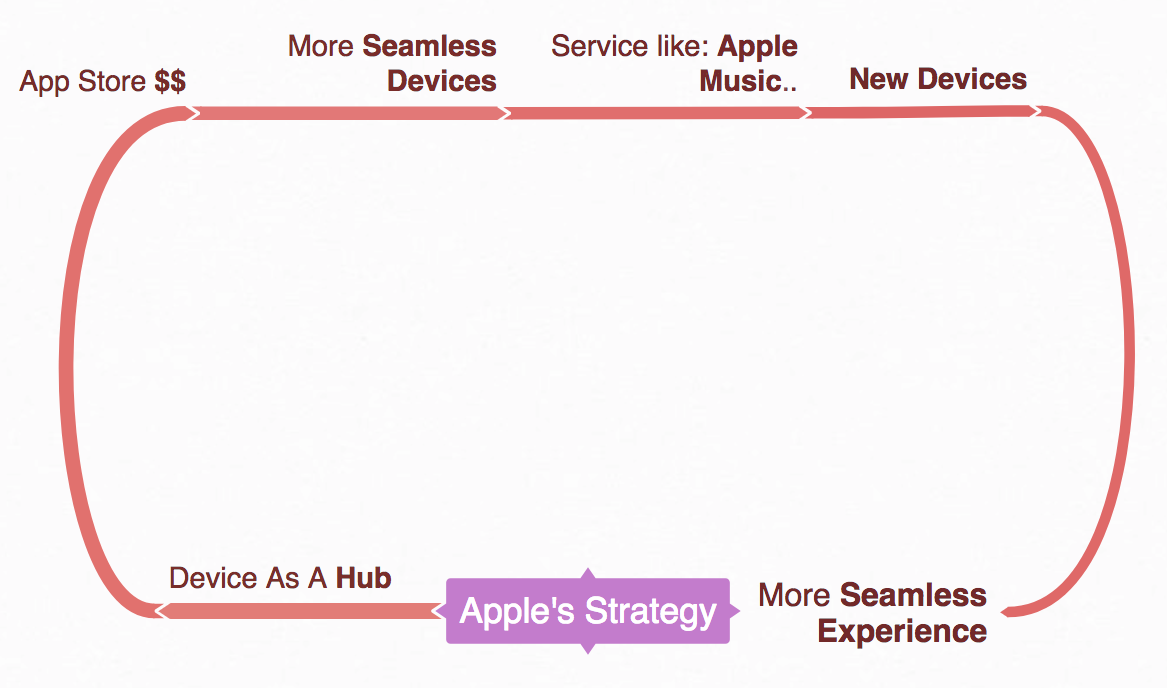 App Store $$
More Seamless
Devices
Service like: Apple
Music..
New Devices
Device As A Hub
Apple's Strategy
More Seamless
Experience